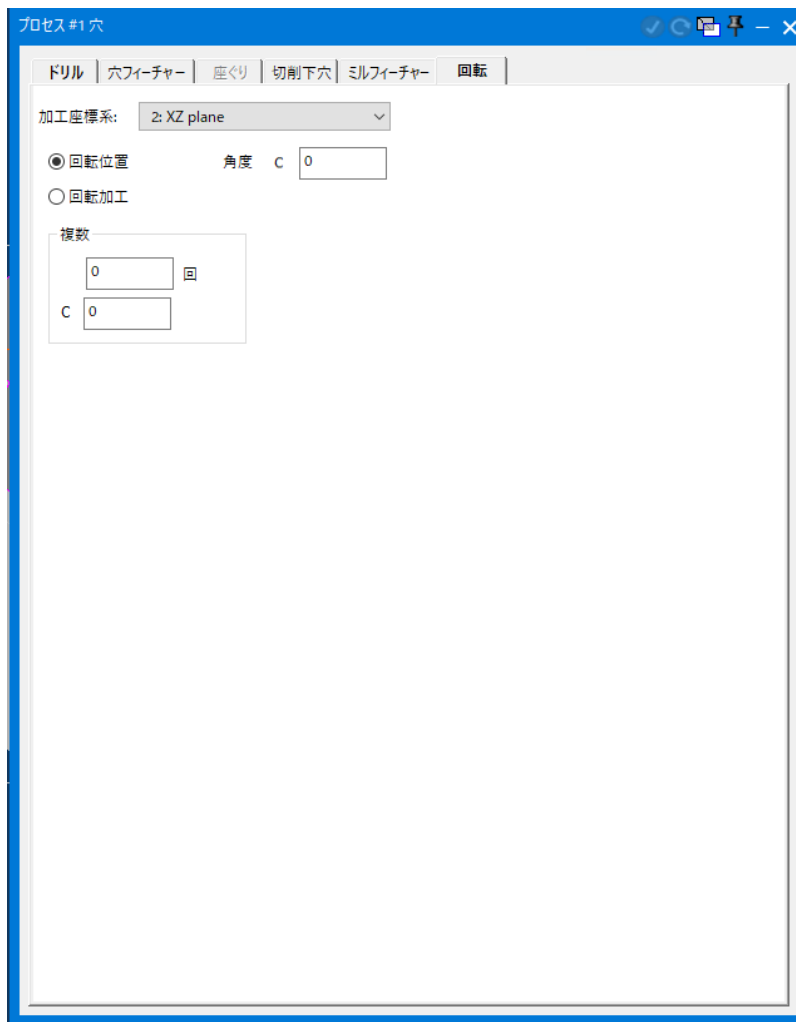 プロセス #1 穴
ドリル 穴フィーチャー 座ぐり 切削下穴 ミルフィーチャー 回転
加工座標系: 2: XZ plane
回転位置 角度 C 0
回転加工
複数
0 回
C 0